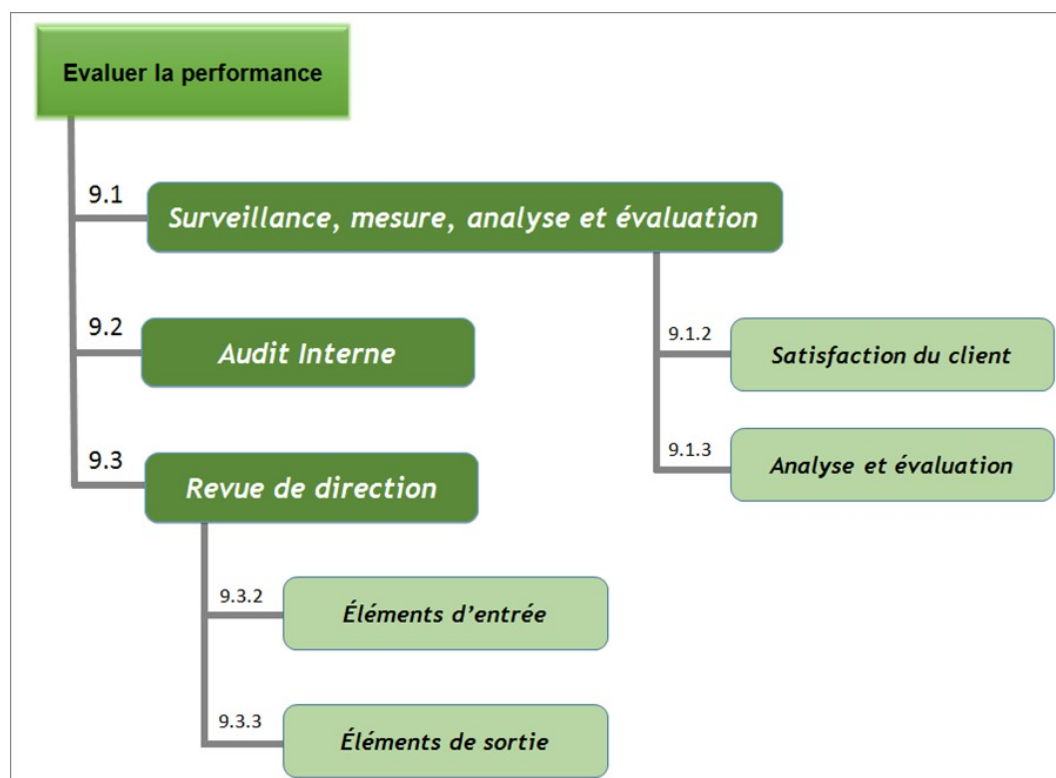 Evaluer la performance
9.1
Surveillance, mesure, analyse et évaluation
9.1.2
Satisfaction du client
9.1.3
Analyse et évaluation
9.2
Audit Interne
9.3
Revue de direction
9.3.2
Éléments d’entrée
9.3.3
Éléments de sortie